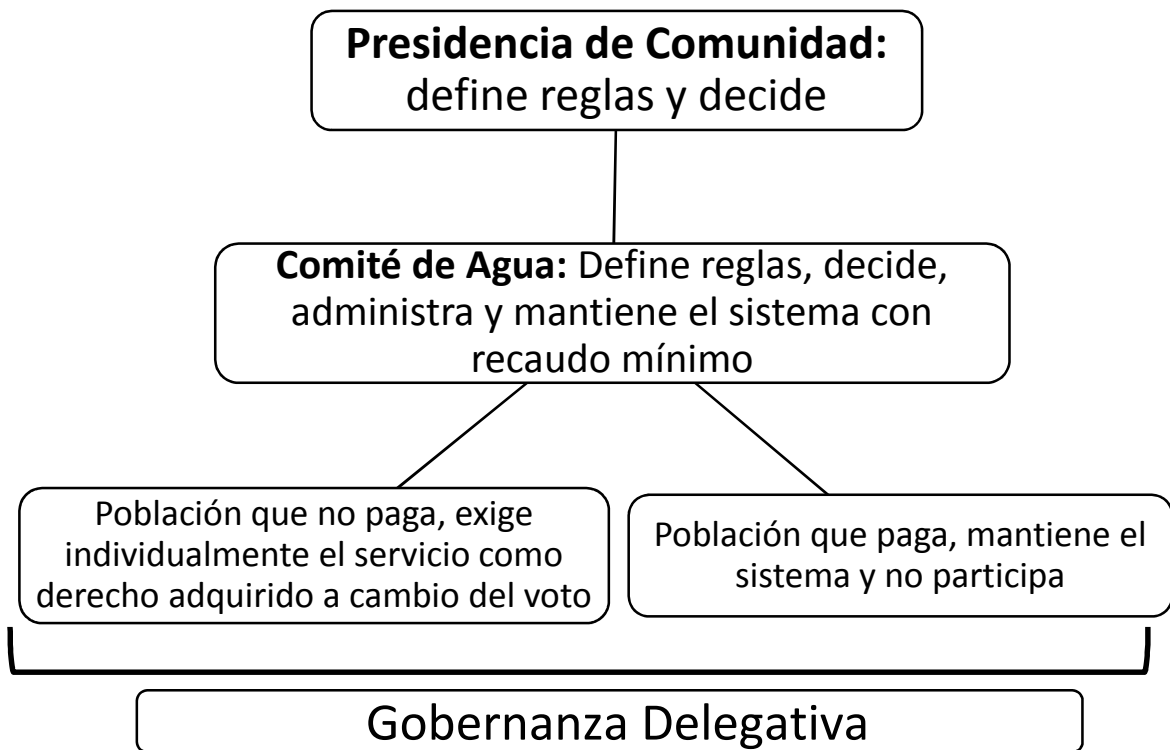 Presidencia de Comunidad:
define reglas y decide
Comité de Agua: Define reglas, decide,
administra y mantiene el sistema con
recaudo mínimo
Población que no paga, exige
individualmente el servicio como
derecho adquirido a cambio del voto
Población que paga, mantiene el
sistema y no participa
Gobernanza Delegativa